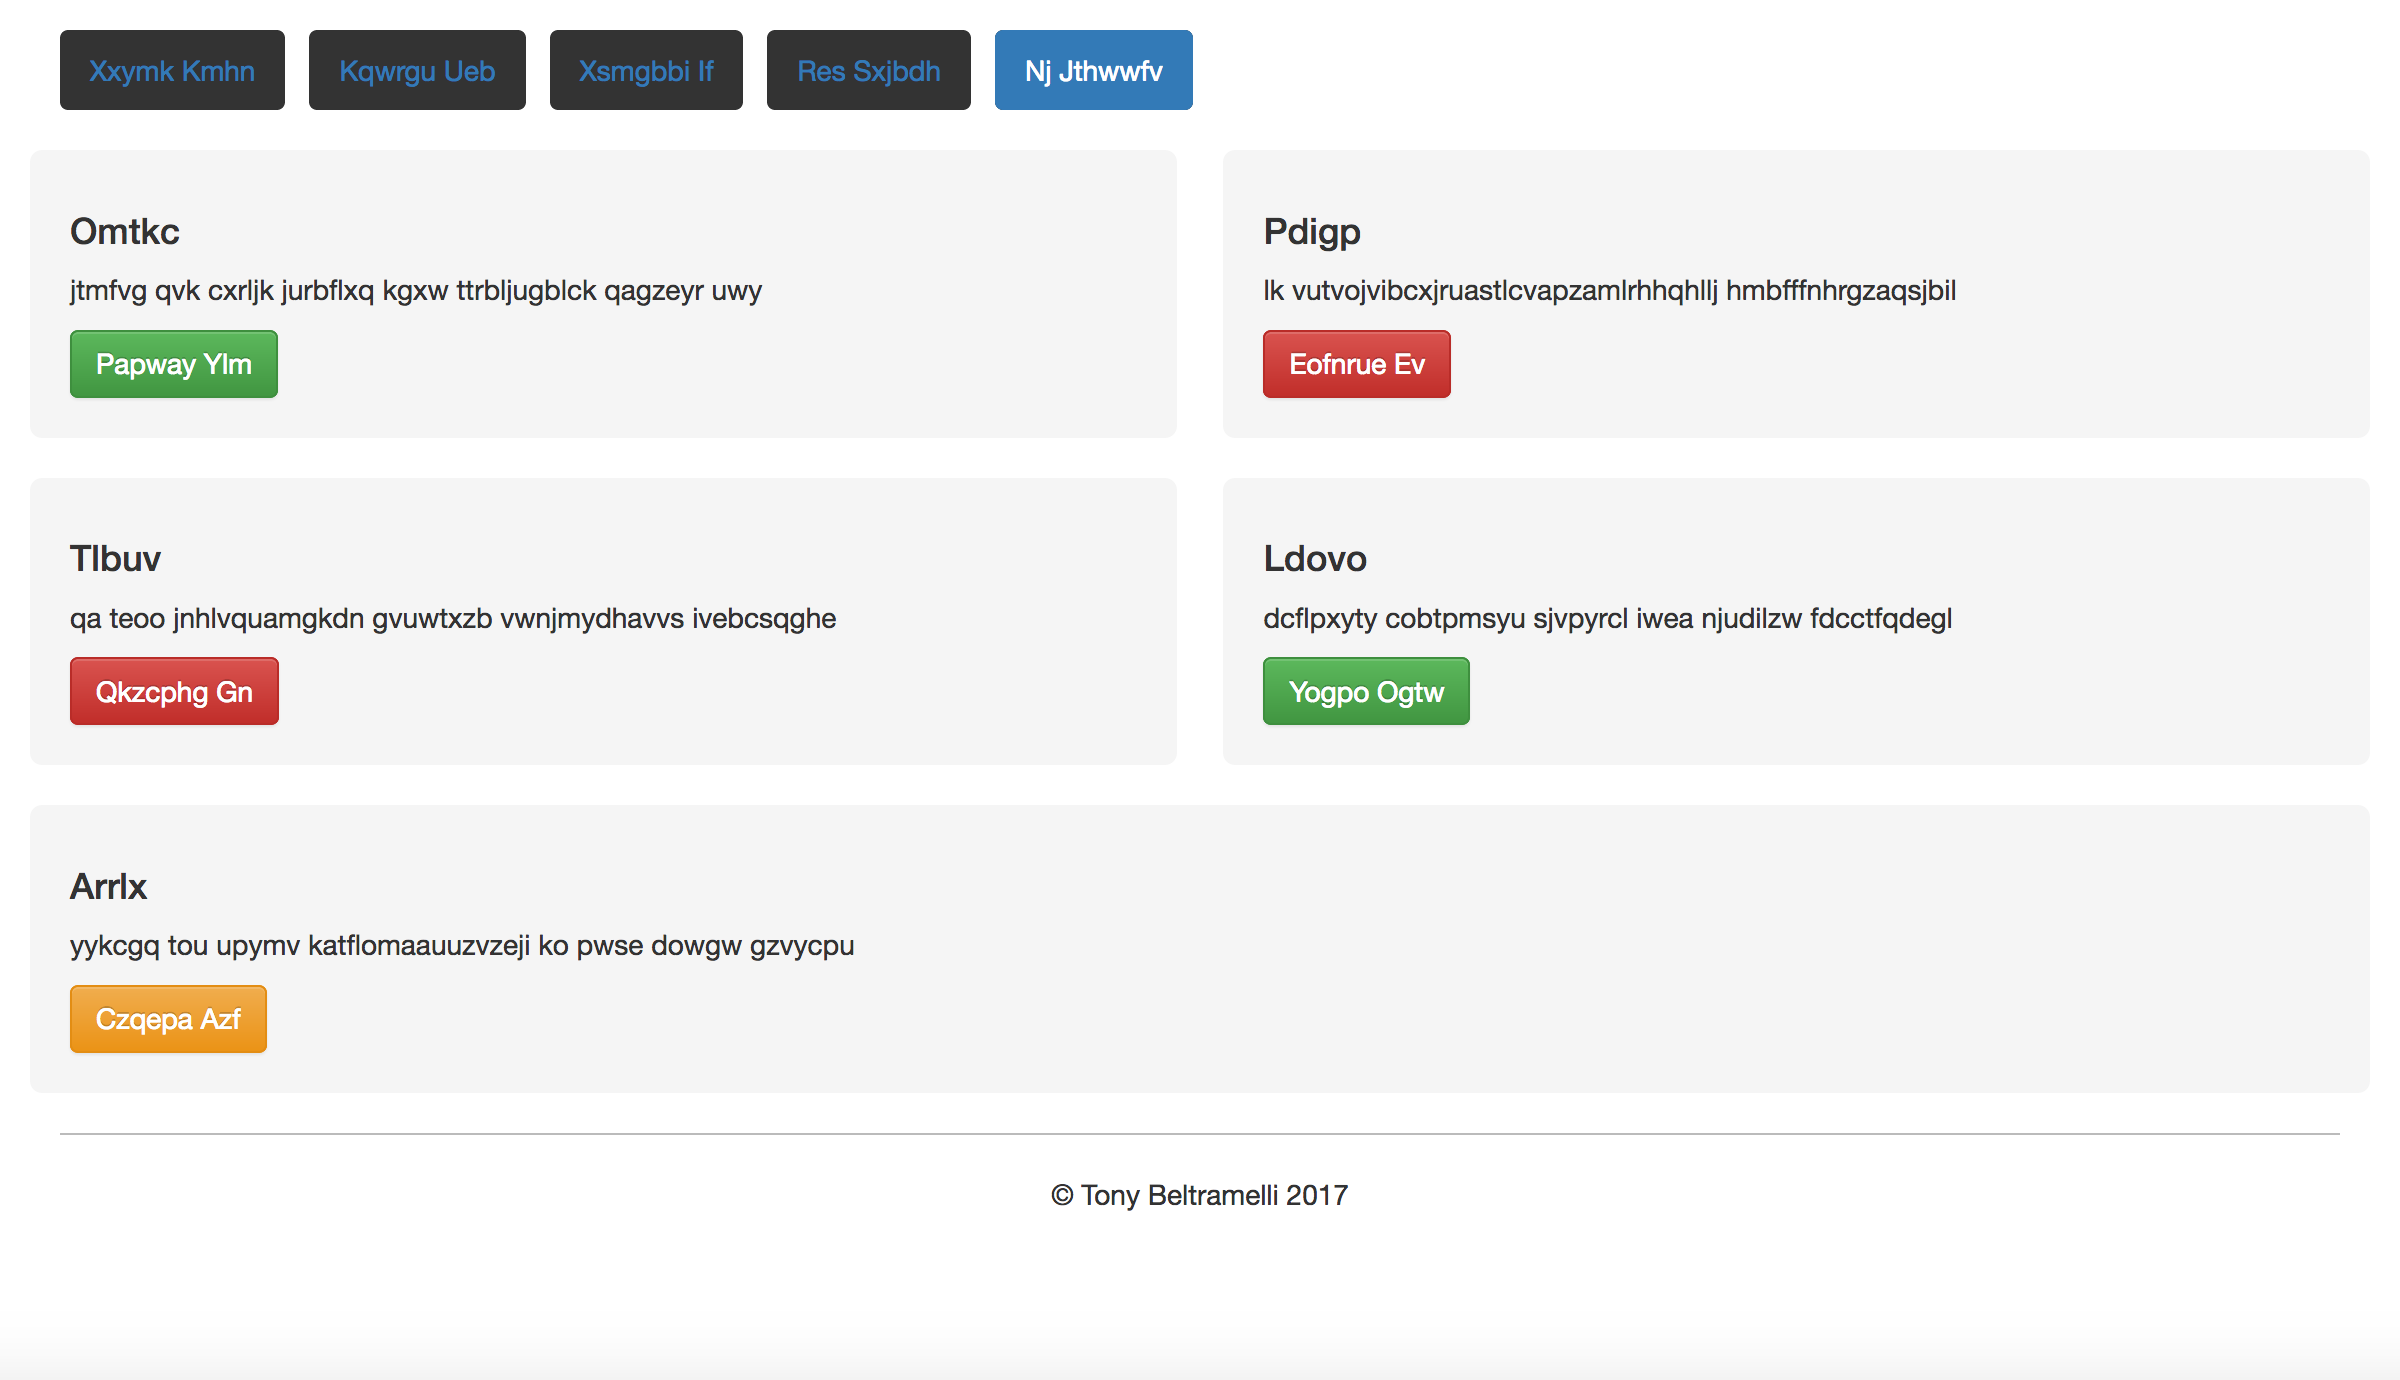 Xxymk Kmhn Kqwrgu Ueb Xsmgbbi If Res Sxjbdh Nj Jthwwfv
Omtkc
jtmfvg qvk cxrljk jurbflxq kgxw ttrbljugblck qagzeyr uwy
Papway Ylm
Pdigp
lk vutvojvibcxjruastlcvapzamlrhhqhllj hmbfffnhrgzaqsjbil
Eofnrue Ev
Tlbuv
qa teoo jnhlvquamgkdn gvuwtxzb vwnjmydhavvs ivebcsqghe
Qkzcphg Gn
Ldovo
dcflpxyty cobtpmsyu sjvpyrcl iwea njudilzw fdcctfqdegl
Yogpo Ogtw
Arrlx
yykcgq tou upymv katflomaauuzvzeji ko pwse dowgw gzvycpu
Czqepa Azf
© Tony Beltramelli 2017